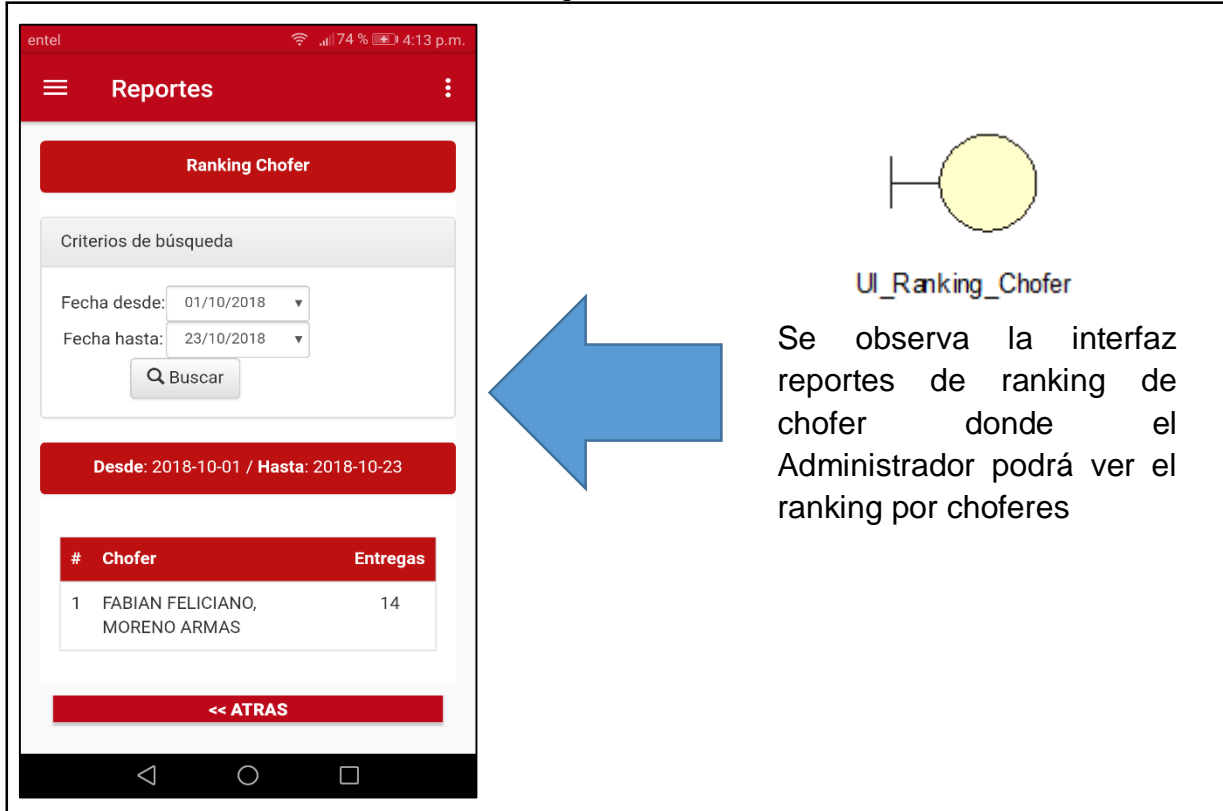 entel 74 % 4:13 p.m.
Reportes
Ranking Chofer
Criterios de búsqueda
Fecha desde: 01/10/2018
Fecha hasta: 23/10/2018
Buscar
Desde: 2018-10-01 / Hasta: 2018-10-23
# Chofer Entregas
1 FABIAN FELICIANO, 14
MORENO ARMAS
<< ATRAS
UI_Ranking_Chofer
Se observa la interfaz
reportes de ranking de
chofer donde el
Administrador podrá ver el
ranking por choferes